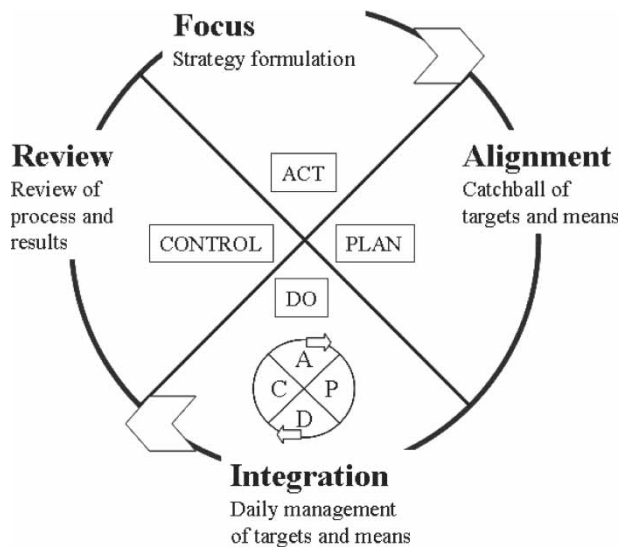 Focus
Strategy formulation
Review
Review of
process and
results
Alignment
Catchball of
targets and means
ACT
CONTROL
PLAN
DO
A
C
P
D
Integration
Daily management
of targets and means